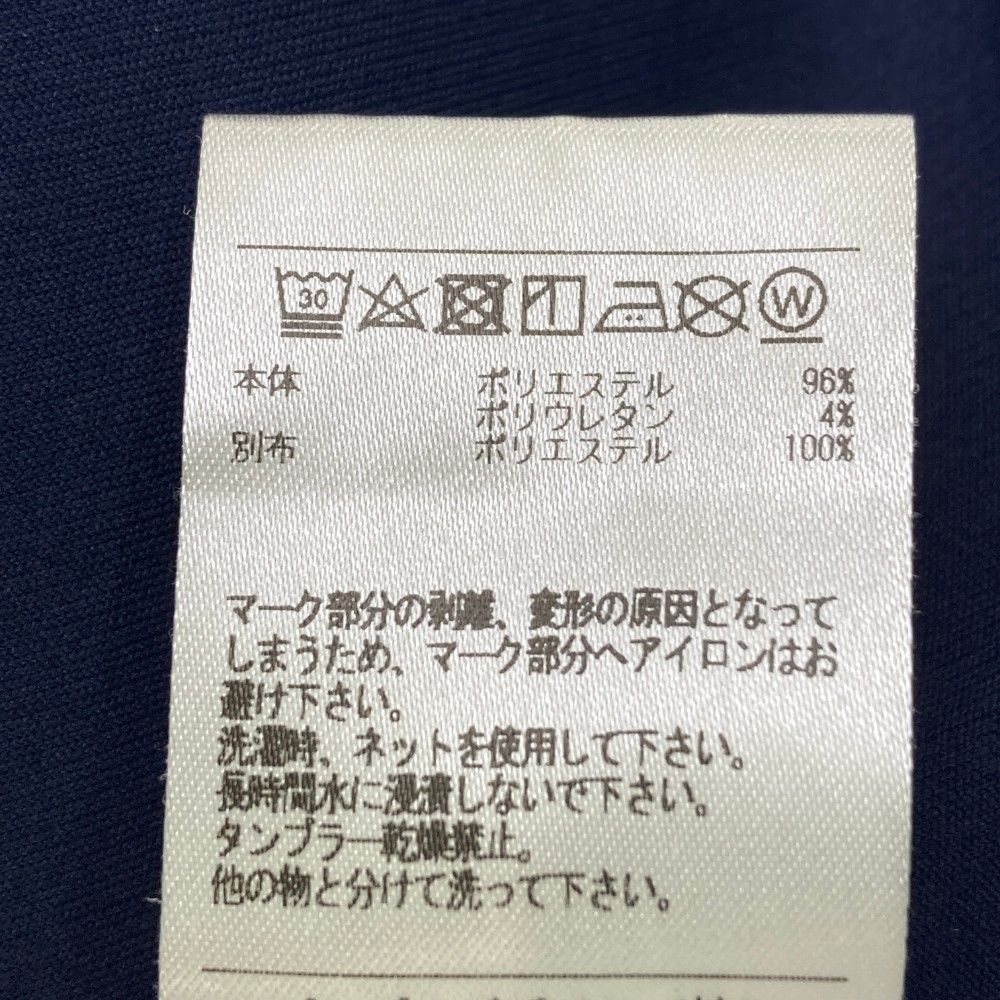 30
W
本体 ポリエステル 96%
ポリウレタン 4%
別布 ポリエステル 100%
マーク部分の剥離、変形の原因となって
しまうため、マーク部分へアイロンはお
避け下さい。
洗濯時、ネットを使用して下さい。
長時間水に浸漬しないで下さい。
タンブラー乾燥禁止。
他の物と分けて洗って下さい。